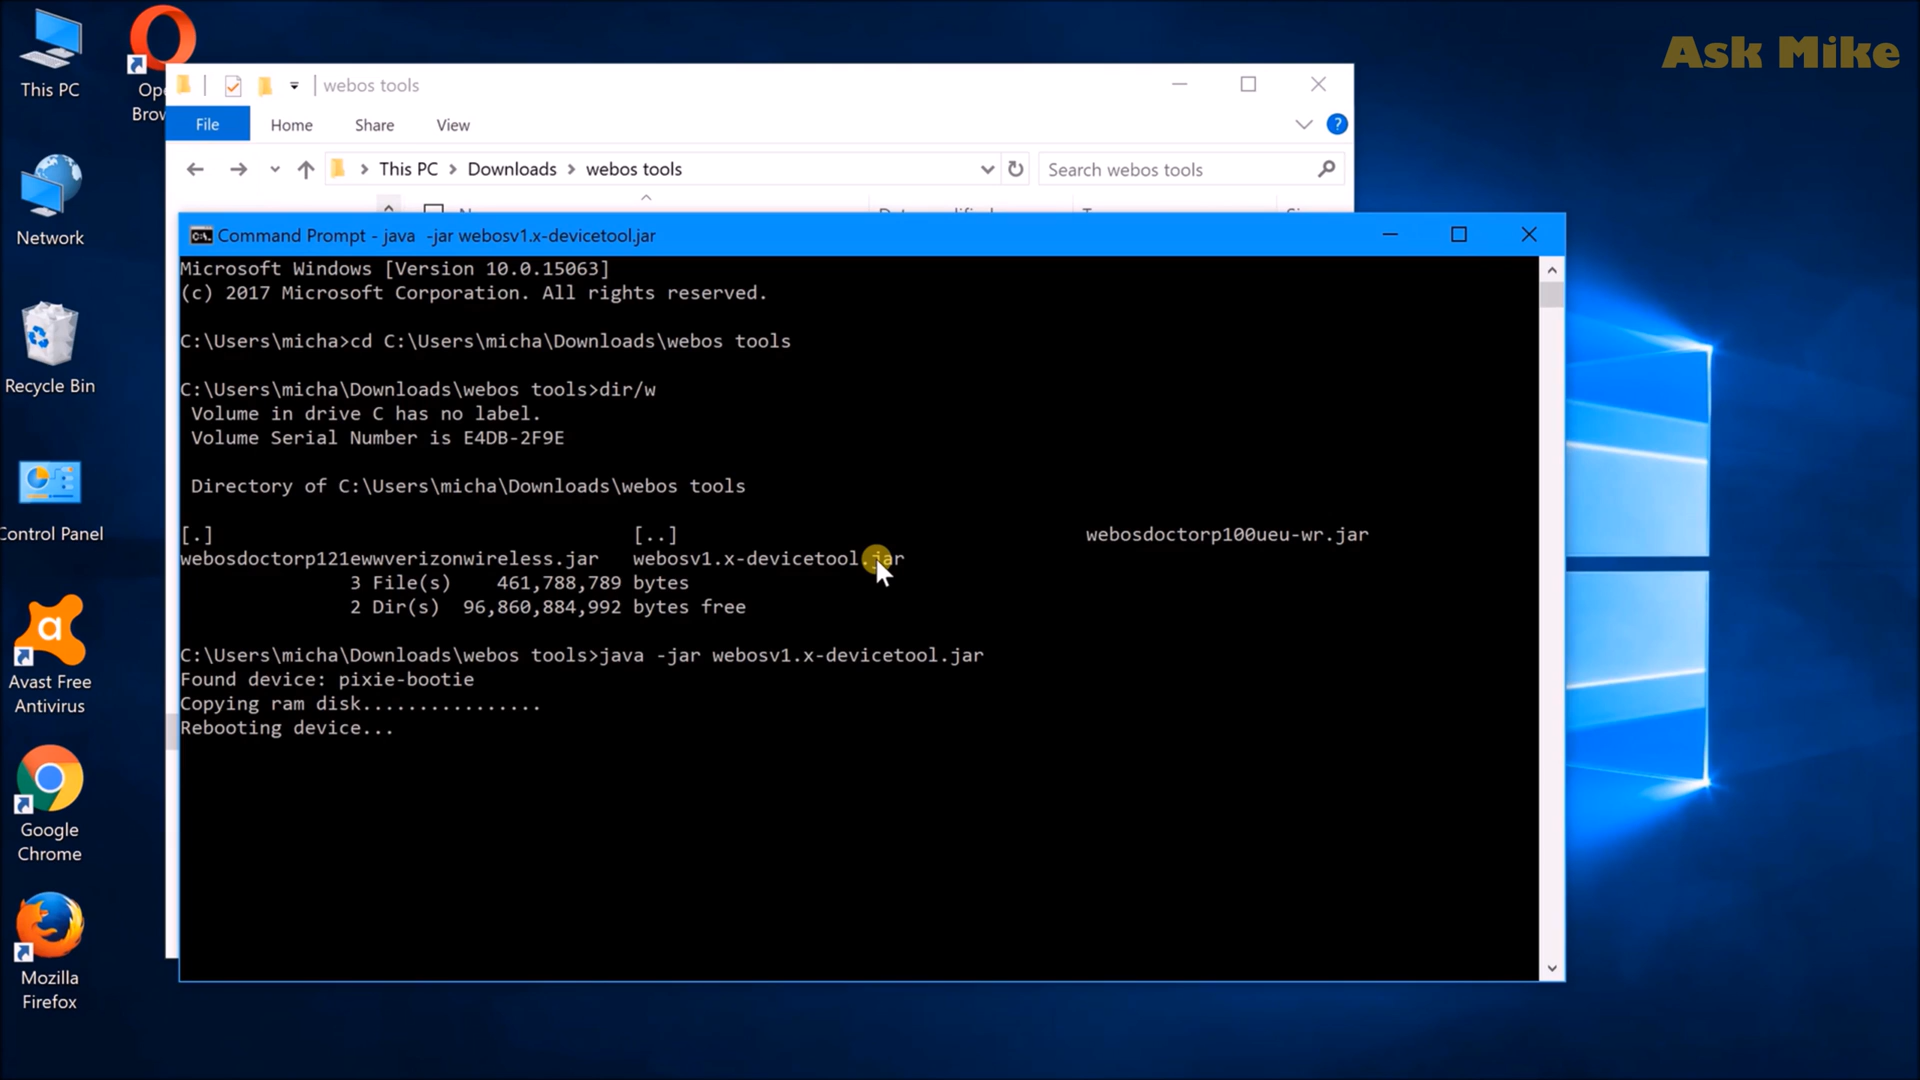 Ask Mike
This PC
Ope
Brow
Network
Recycle Bin
Control Panel
Avast Free
Antivirus
Google
Chrome
Mozilla
Firefox
webos tools
File Home Share View
This PC > Downloads > webos tools
Search webos tools
Command Prompt - java  -jar webosv1.x-devicetool.jar
Microsoft Windows [Version 10.0.15063]
(c) 2017 Microsoft Corporation. All rights reserved.
C:\Users\micha>cd C:\Users\micha\Downloads\webos tools
C:\Users\micha\Downloads\webos tools>dir/w
Volume in drive C has no label.
Volume Serial Number is E4DB-2F9E
Directory of C:\Users\micha\Downloads\webos tools
[.] [..] webosdoctorp100ueu-wr.jar
webosdoctorp121ewwverizonwireless.jar webosv1.x-devicetool.jar
3 File(s) 461,788,789 bytes
2 Dir(s) 96,860,884,992 bytes free
C:\Users\micha\Downloads\webos tools>java -jar webosv1.x-devicetool.jar
Found device: pixie-bootie
Copying ram disk................
Rebooting device...